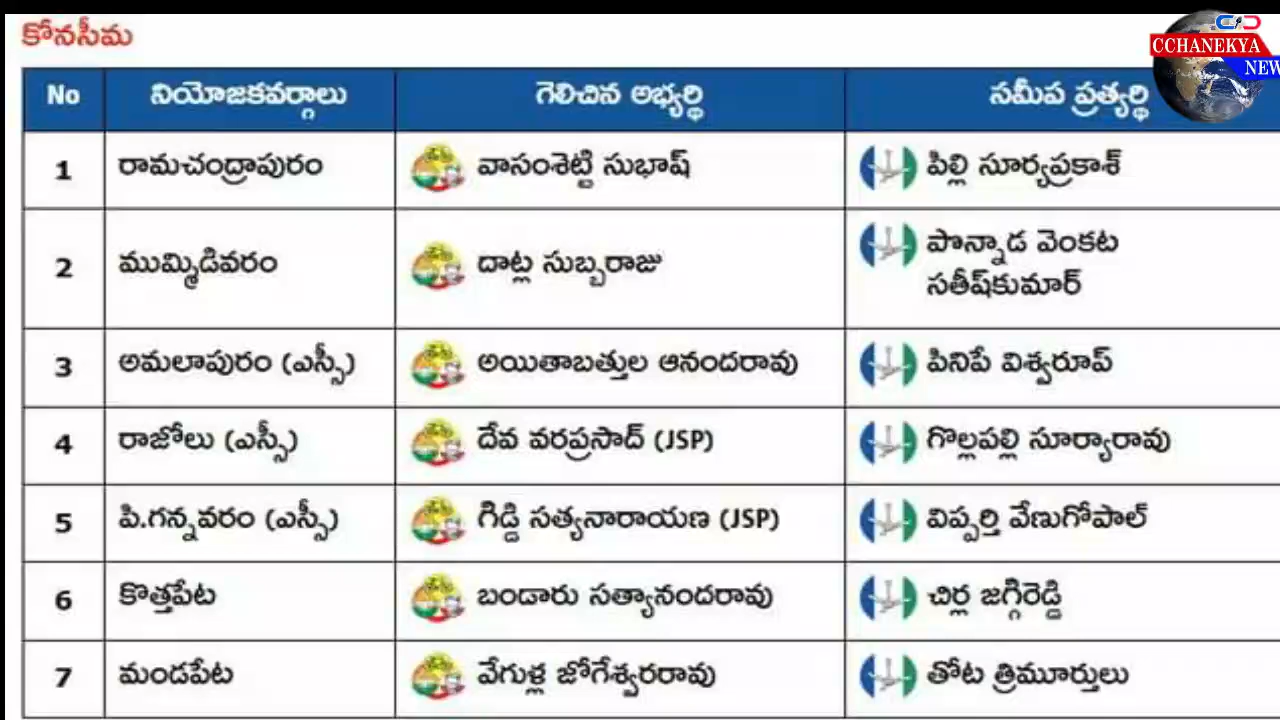 కోనసీమ
CCHANEKYA
NEWS
No నియోజకవర్గాలు గెలిచిన అభ్యర్థి సమీప ప్రత్యర్థి
1 రామచంద్రాపురం వాసంశెట్టి సుభాష్ పిల్లి సూర్యప్రకాశ్
2 ముమ్మిడివరం దాట్ల సుబ్బరాజు పొన్నాడ వెంకట
సతీష్‌కుమార్
3 అమలాపురం (ఎస్సీ) అయితాబత్తుల ఆనందరావు పినిపే విశ్వరూప్
4 రాజోలు (ఎస్సీ) దేవ వరప్రసాద్ (JSP) గొల్లపల్లి సూర్యారావు
5 పి.గన్నవరం (ఎస్సీ) గిడ్డి సత్యనారాయణ (JSP) విప్పర్తి వేణుగోపాల్
6 కొత్తపేట బండారు సత్యానందరావు చిర్ల జగ్గిరెడ్డి
7 మండపేట వేగుళ్ల జోగేశ్వరరావు తోట త్రిమూర్తులు